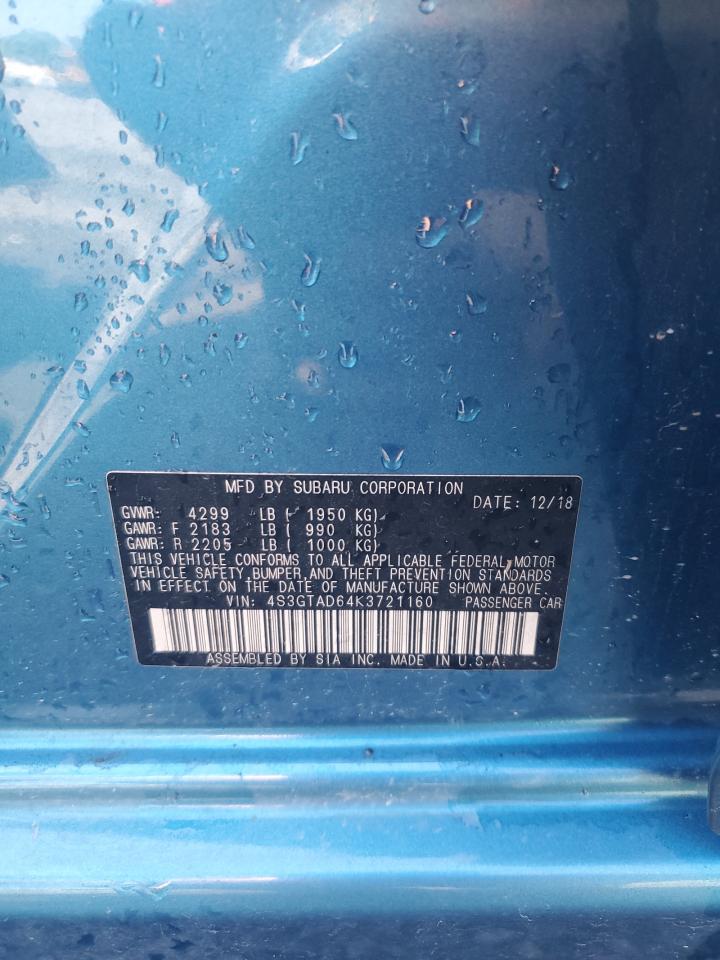 MFD BY SUBARU CORPORATION
DATE: 12/18
GVWR: 4299 LB ( 1950 KG)
GAWR: F 2183 LB ( 990 KG)
GAWR: R 2205 LB ( 1000 KG)
THIS VEHICLE CONFORMS TO ALL APPLICABLE FEDERAL MOTOR
VEHICLE SAFETY,BUMPER,AND THEFT PREVENTION STANDARDS
IN EFFECT ON THE DATE OF MANUFACTURE SHOWN ABOVE.
VIN: 4S3GTAD64K3721160 PASSENGER CAR
ASSEMBLED BY SIA INC. MADE IN U.S.A.